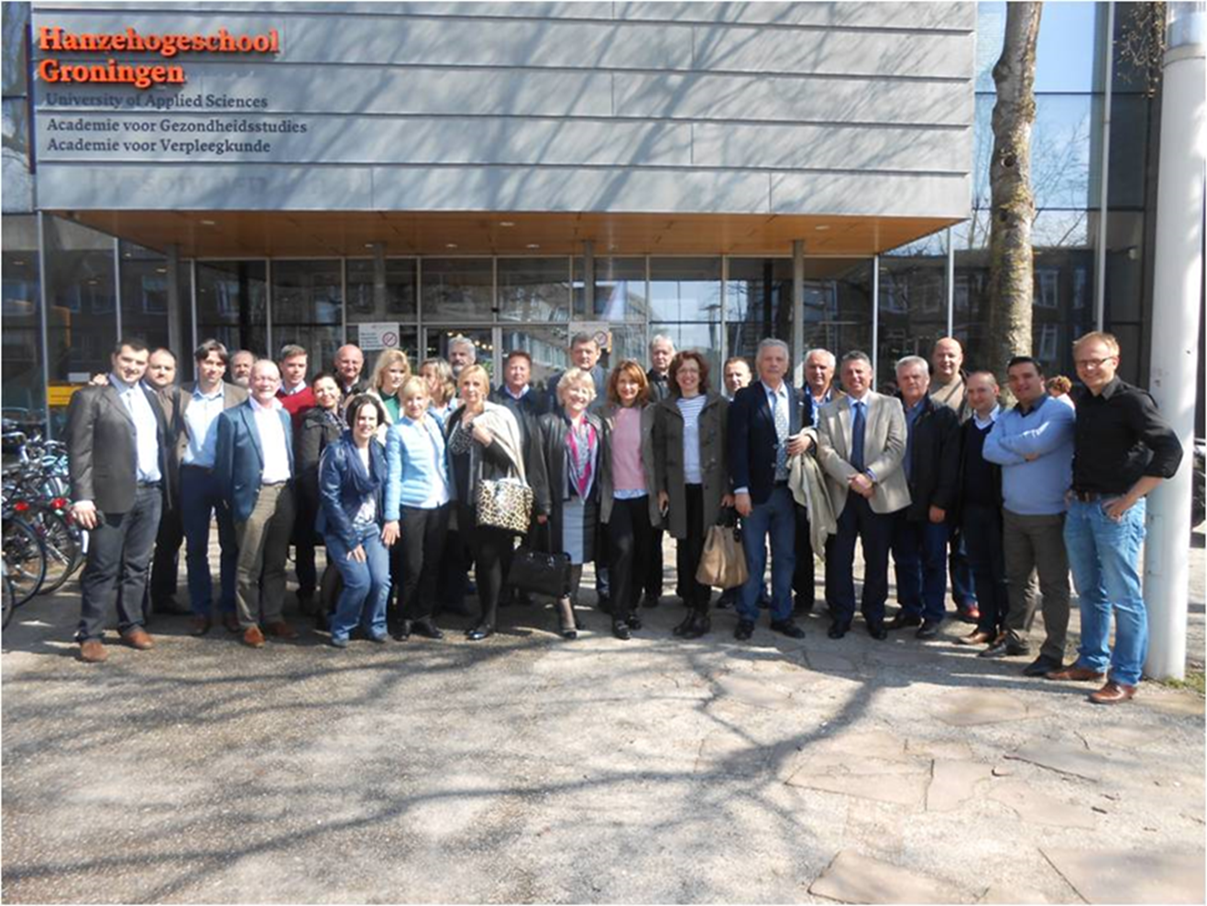 Hanzehogeschool
Groningen
University of Applied Sciences
Academie voor Gezondheidsstudies
Academie voor Verpleegkunde